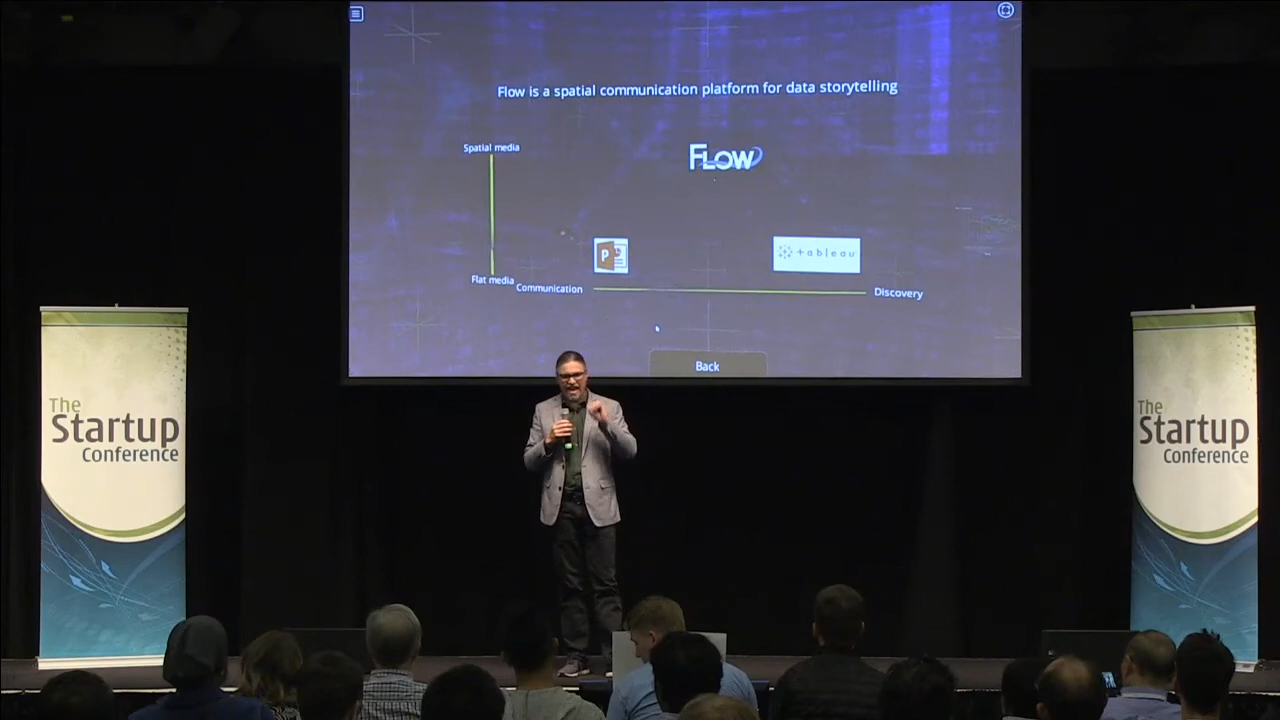 Flow is a spatial communication platform for data storytelling
Spatial media
FLOW
P
+ableau
Flat media
Communication
Discovery
Back
The
Startup
Conference
The
Startup
Conference